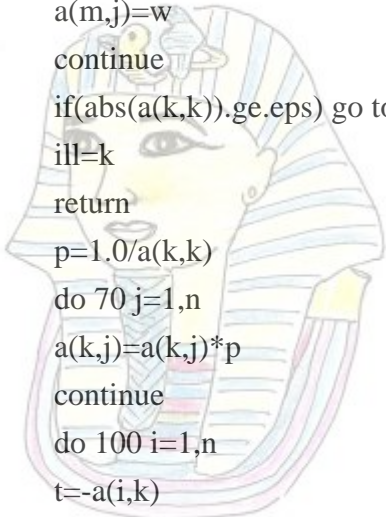 a(m,j)=w
continue
if(abs(a(k,k)).ge.eps) go to
ill=k
return
p=1.0/a(k,k)
do 70 j=1,n
a(k,j)=a(k,j)*p
continue
do 100 i=1,n
t=-a(i,k)